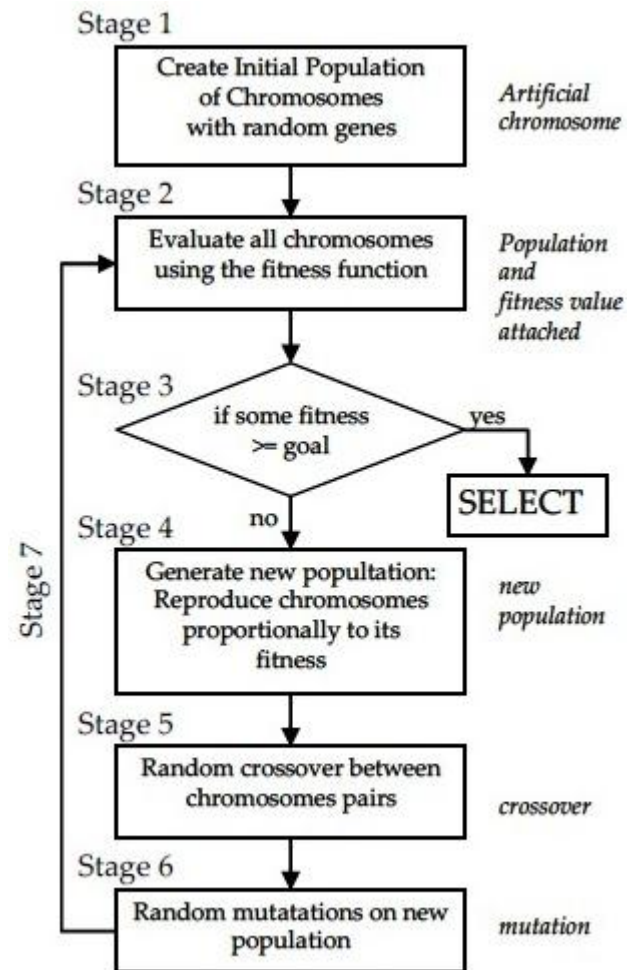 Stage 1
Create Initial Population
of Chromosomes
with random genes
Artificial
chromosome
Stage 2
Evaluate all chromosomes
using the fitness function
Population
and
fitness value
attached
Stage 3
if some fitness
>= goal
yes
SELECT
no
Stage 4
Generate new popultation:
Reproduce chromosomes
proportionally to its
fitness
new
population
Stage 5
Random crossover between
chromosomes pairs
crossover
Stage 6
Random mutatations on new
population
mutation
Stage 7